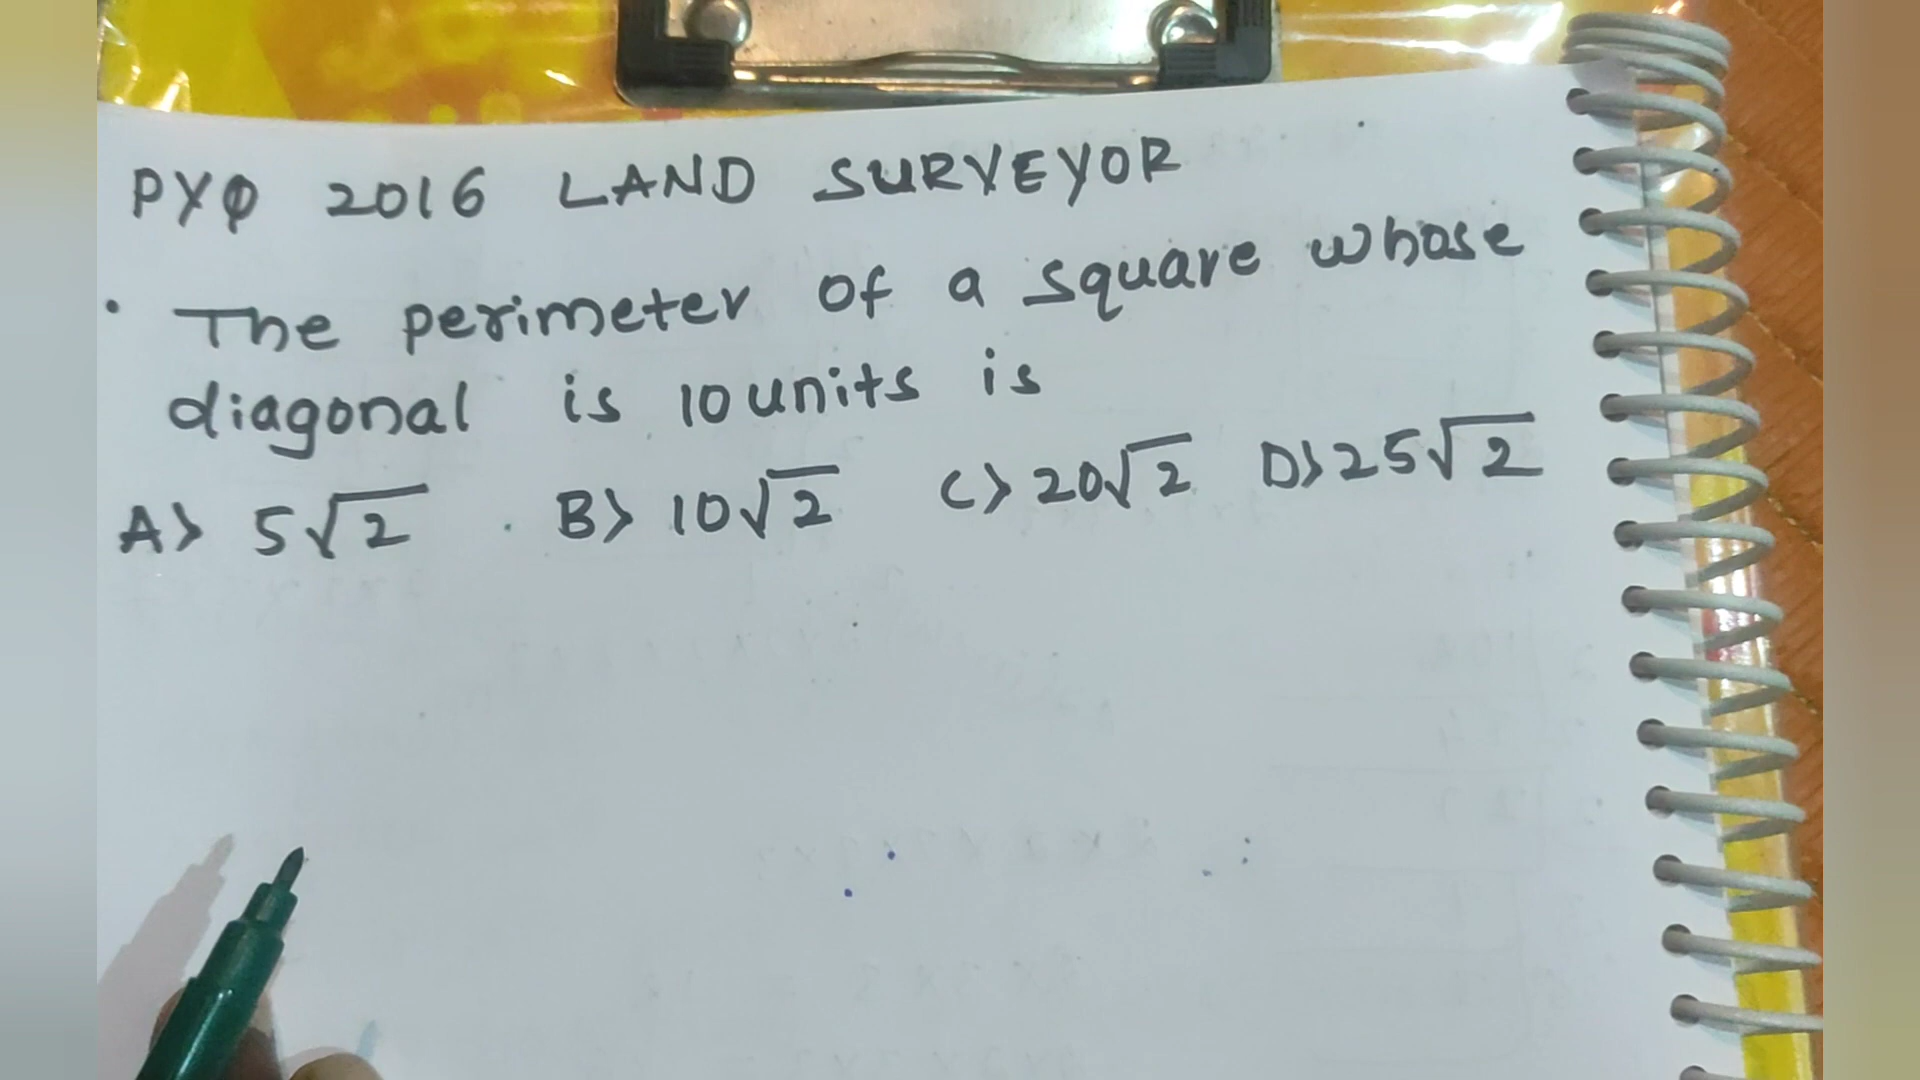 PYQ 2016 LAND SURVEYOR
• The perimeter of a square whose
diagonal is 10 units is
A> 5√2 B> 10√2 C> 20√2 D> 25√2